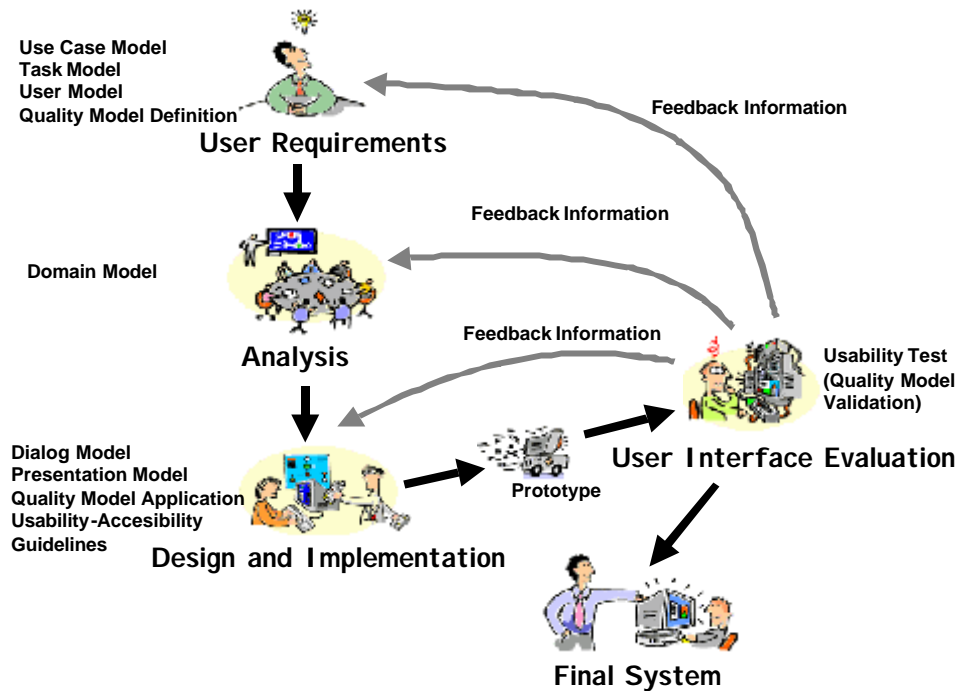 Use Case Model
Task Model
User Model
Quality Model Definition
User Requirements
Feedback Information
Feedback Information
Domain Model
Analysis
Feedback Information
Usability Test
(Quality Model
Validation)
User Interface Evaluation
Dialog Model
Presentation Model
Quality Model Application
Usability-Accesibility
Guidelines
Design and Implementation
Prototype
Final System